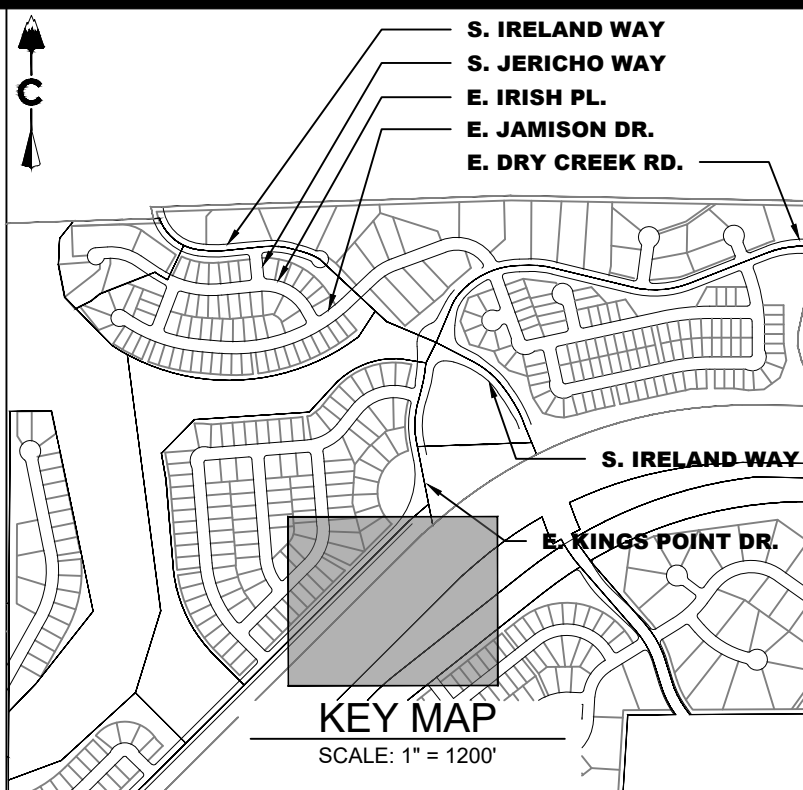 S. IRELAND WAY
S. JERICHO WAY
E. IRISH PL.
E. JAMISON DR.
E. DRY CREEK RD.
C
S. IRELAND WAY
E. KINGS POINT DR.
KEY MAP
SCALE: 1" = 1200'